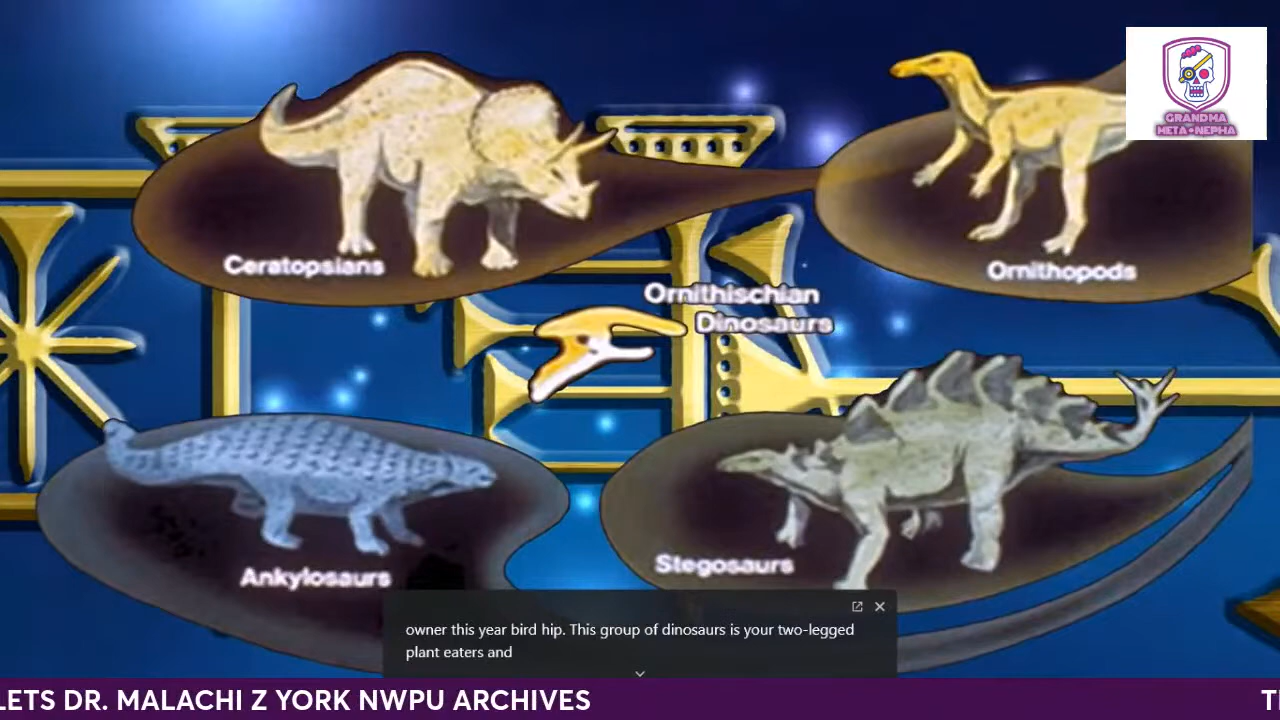 GRANDMA
META•NEPHA
Ceratopsians
Ornithopods
Ornithischian
Dinosaurs
Ankylosaurs
Stegosaurs
owner this year bird hip. This group of dinosaurs is your two-legged
plant eaters and
LETS DR. MALACHI Z YORK NWPU ARCHIVES